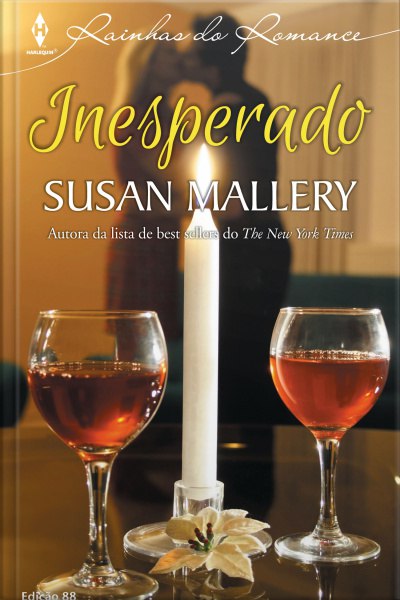 HARLEQUIN®
Rainhas do Romance
Inesperado
SUSAN MALLERY
Autora da lista de best sellers do The New York Times
Edição 88